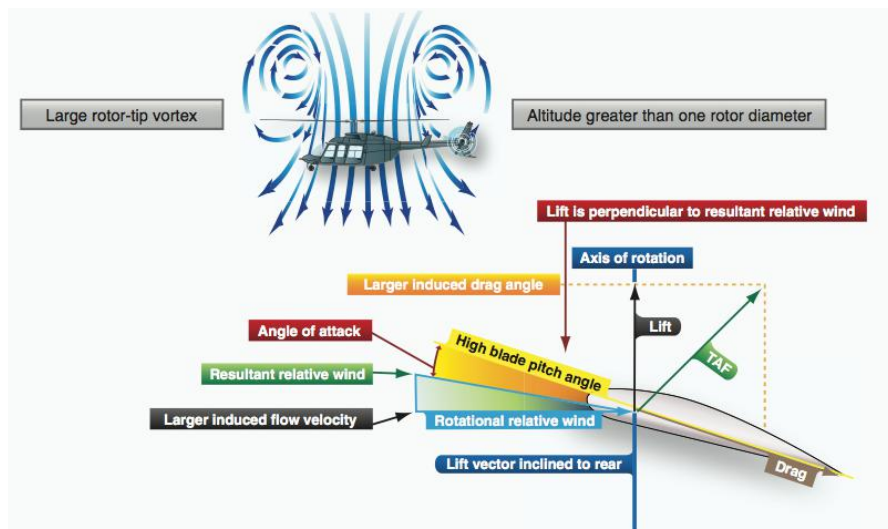 Large rotor-tip vortex
Altitude greater than one rotor diameter
Lift is perpendicular to resultant relative wind
Axis of rotation
Larger induced drag angle
Lift
Angle of attack
High blade pitch angle
TAF
Resultant relative wind
Larger induced flow velocity
Rotational relative wind
Lift vector inclined to rear
Drag